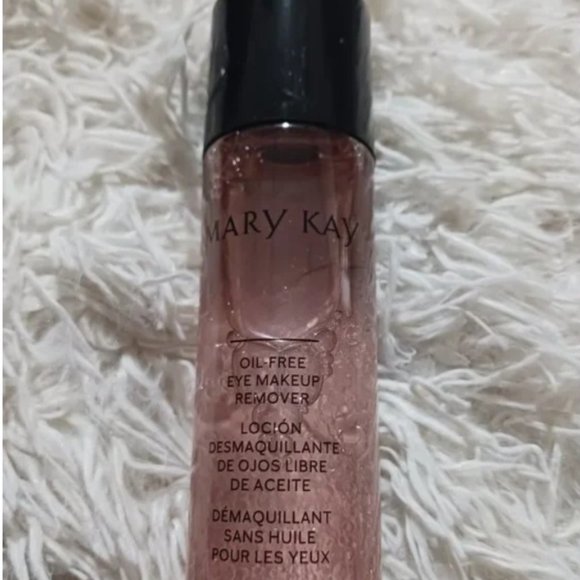 MARY KAY
OIL-FREE
EYE MAKEUP
REMOVER
LOCIÓN
DESMAQUILLANTE
DE OJOS LIBRE
DE ACEITE
DÉMAQUILLANT
SANS HUILE
POUR LES YEUX